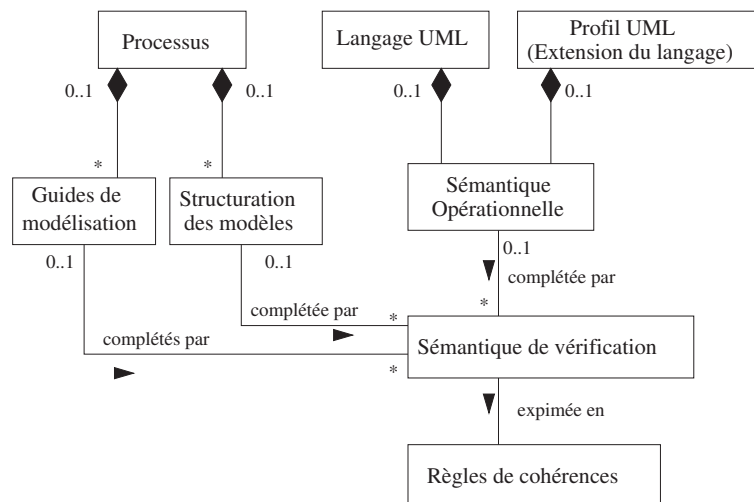 Processus
Langage UML
Profil UML
(Extension du langage)
0..1
0..1
0..1
0..1
*
*
Guides de
modélisation
Structuration
des modèles
Sémantique
Opérationnelle
0..1
0..1
0..1
complétée par
complétée par
*
*
complétés par
*
Sémantique de vérification
expimée en
Règles de cohérences